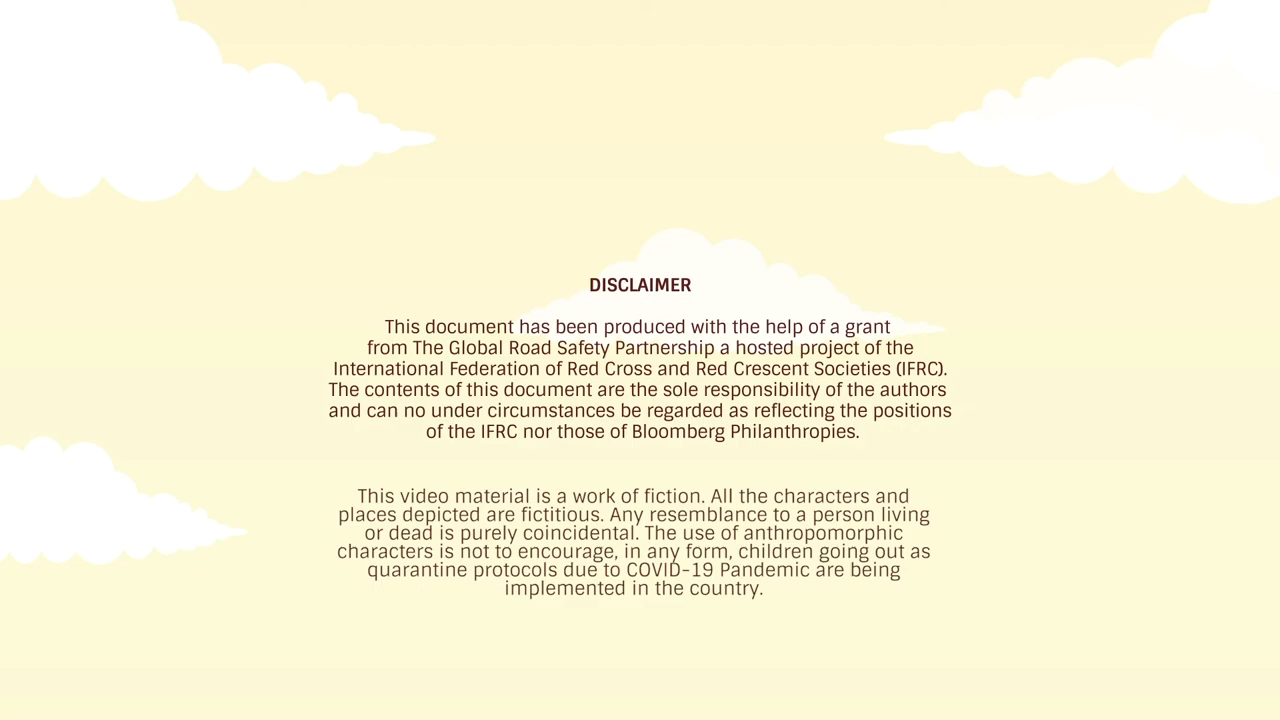 DISCLAIMER
This document has been produced with the help of a grant
from The Global Road Safety Partnership a hosted project of the
International Federation of Red Cross and Red Crescent Societies (IFRC).
The contents of this document are the sole responsibility of the authors
and can no under circumstances be regarded as reflecting the positions
of the IFRC nor those of Bloomberg Philanthropies.
This video material is a work of fiction. All the characters and
places depicted are fictitious. Any resemblance to a person living
or dead is purely coincidental. The use of anthropomorphic
characters is not to encourage, in any form, children going out as
quarantine protocols due to COVID-19 Pandemic are being
implemented in the country.